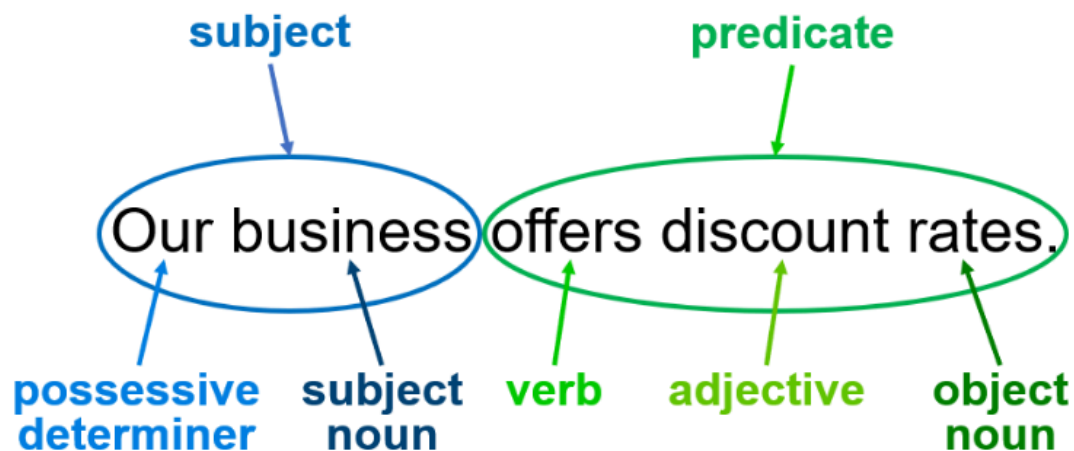 subject predicate
Our business offers discount rates.
possessive subject verb adjective object
determiner noun noun